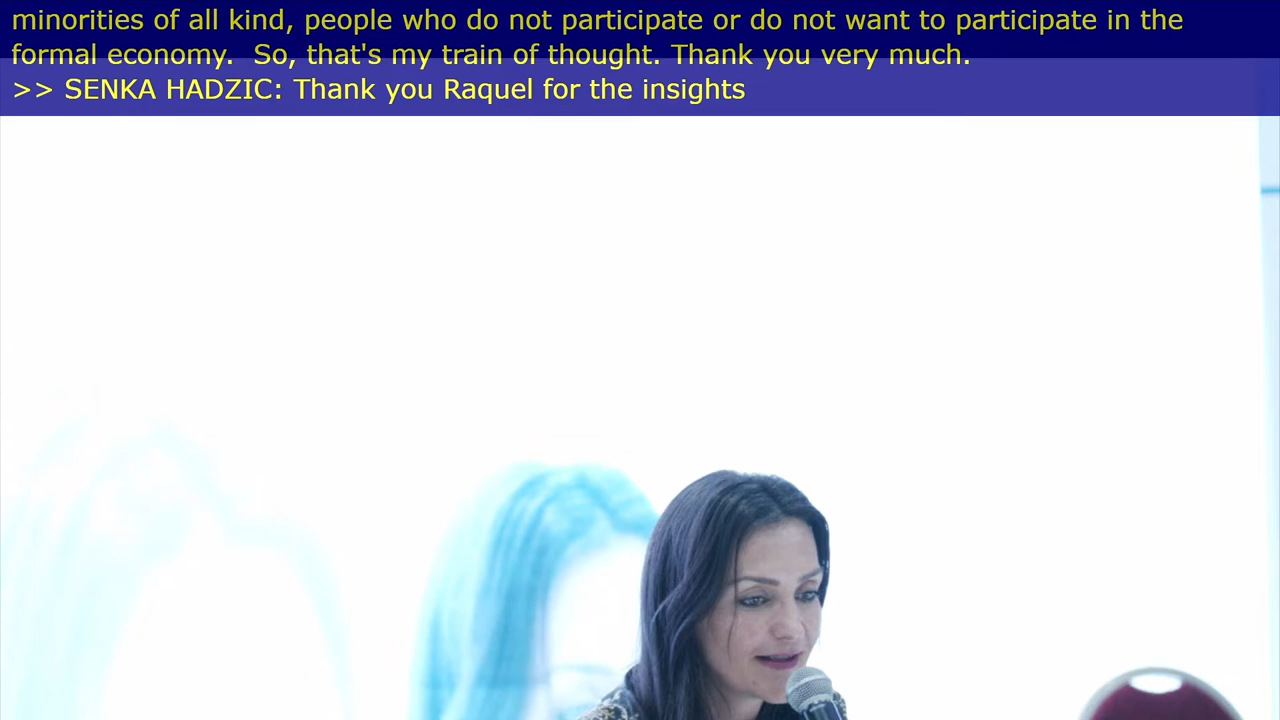 minorities of all kind, people who do not participate or do not want to participate in the
formal economy.  So, that's my train of thought. Thank you very much.
>> SENKA HADZIC: Thank you Raquel for the insights